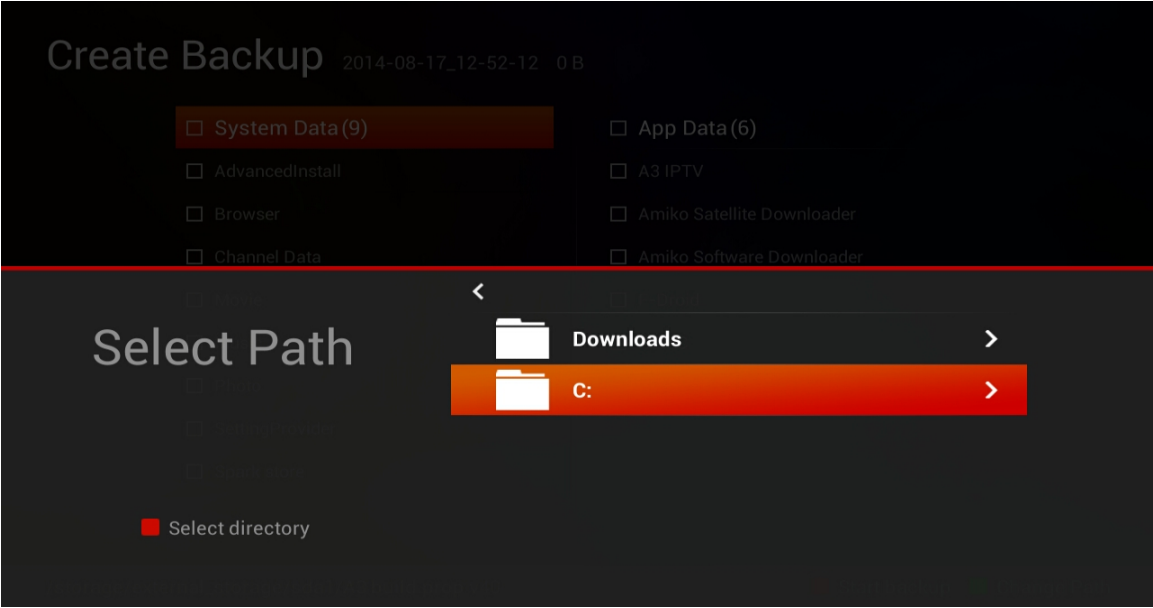 Create Backup 2014-08-17_12-52-12 0 B
System Data(9) App Data(6)
AdvancedInstall A3 IPTV
Browser Amiko Satellite Downloader
Channel Data Amiko Software Downloader
Select Path
Downloads
C:
Select directory